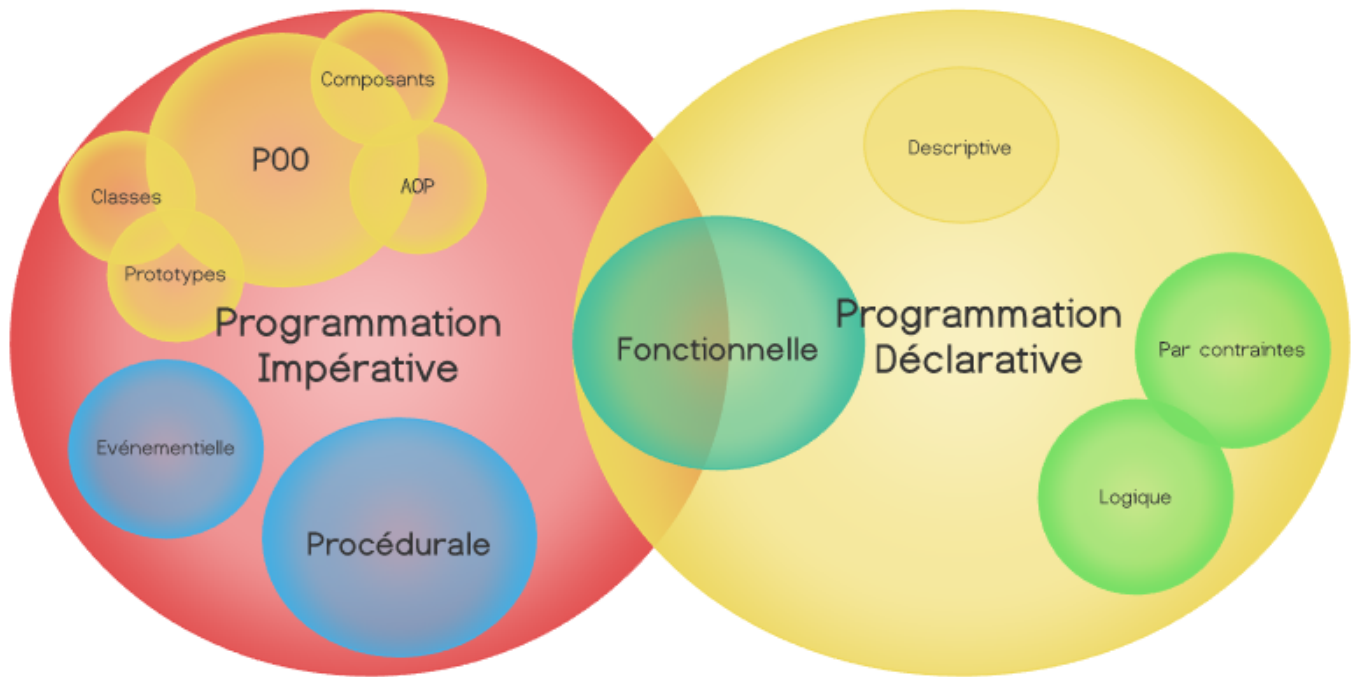 Composants
POO
AOP
Classes
Prototypes
Programmation
Impérative
Evénementielle
Procédurale
Fonctionnelle
Descriptive
Programmation
Déclarative
Par contraintes
Logique